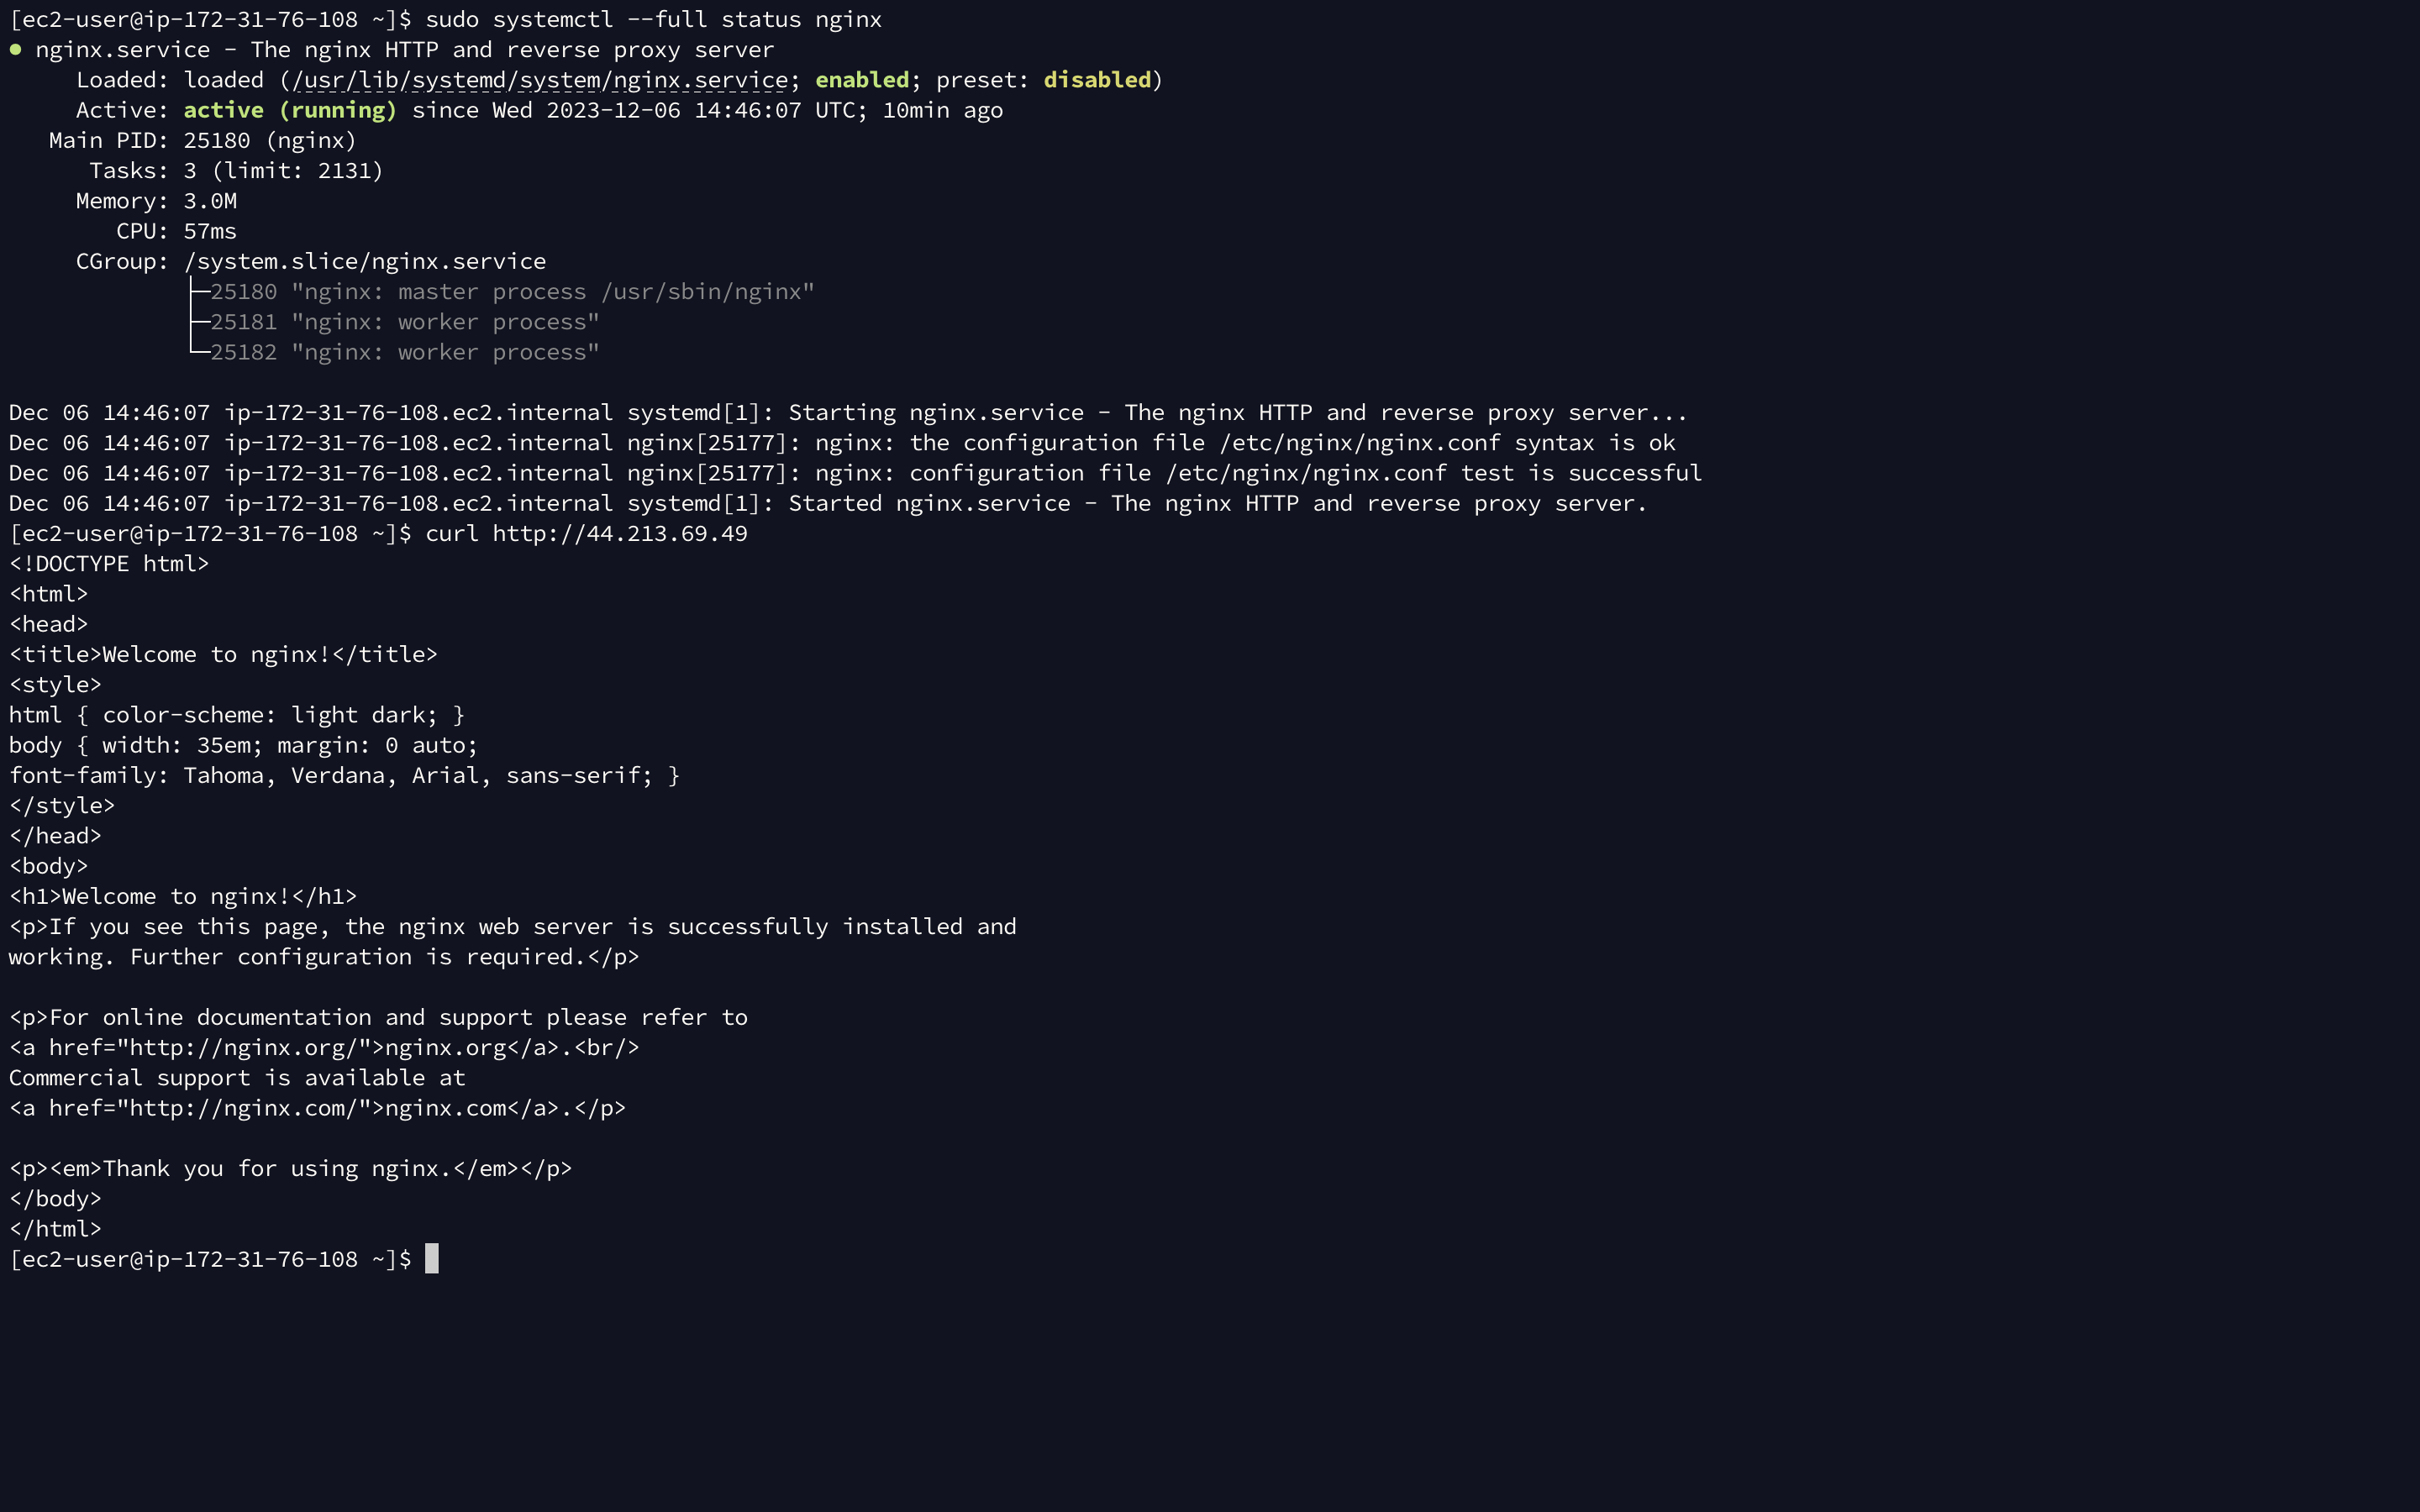 [ec2-user@ip-172-31-76-108 ~]$ sudo systemctl --full status nginx
● nginx.service - The nginx HTTP and reverse proxy server
     Loaded: loaded (/usr/lib/systemd/system/nginx.service; enabled; preset: disabled)
     Active: active (running) since Wed 2023-12-06 14:46:07 UTC; 10min ago
   Main PID: 25180 (nginx)
      Tasks: 3 (limit: 2131)
     Memory: 3.0M
        CPU: 57ms
     CGroup: /system.slice/nginx.service
             ├─25180 "nginx: master process /usr/sbin/nginx"
             ├─25181 "nginx: worker process"
             └─25182 "nginx: worker process"

Dec 06 14:46:07 ip-172-31-76-108.ec2.internal systemd[1]: Starting nginx.service - The nginx HTTP and reverse proxy server...
Dec 06 14:46:07 ip-172-31-76-108.ec2.internal nginx[25177]: nginx: the configuration file /etc/nginx/nginx.conf syntax is ok
Dec 06 14:46:07 ip-172-31-76-108.ec2.internal nginx[25177]: nginx: configuration file /etc/nginx/nginx.conf test is successful
Dec 06 14:46:07 ip-172-31-76-108.ec2.internal systemd[1]: Started nginx.service - The nginx HTTP and reverse proxy server.
[ec2-user@ip-172-31-76-108 ~]$ curl http://44.213.69.49
<!DOCTYPE html>
<html>
<head>
<title>Welcome to nginx!</title>
<style>
html { color-scheme: light dark; }
body { width: 35em; margin: 0 auto;
font-family: Tahoma, Verdana, Arial, sans-serif; }
</style>
</head>
<body>
<h1>Welcome to nginx!</h1>
<p>If you see this page, the nginx web server is successfully installed and
working. Further configuration is required.</p>

<p>For online documentation and support please refer to
<a href="http://nginx.org/">nginx.org</a>.<br/>
Commercial support is available at
<a href="http://nginx.com/">nginx.com</a>.</p>

<p><em>Thank you for using nginx.</em></p>
</body>
</html>
[ec2-user@ip-172-31-76-108 ~]$